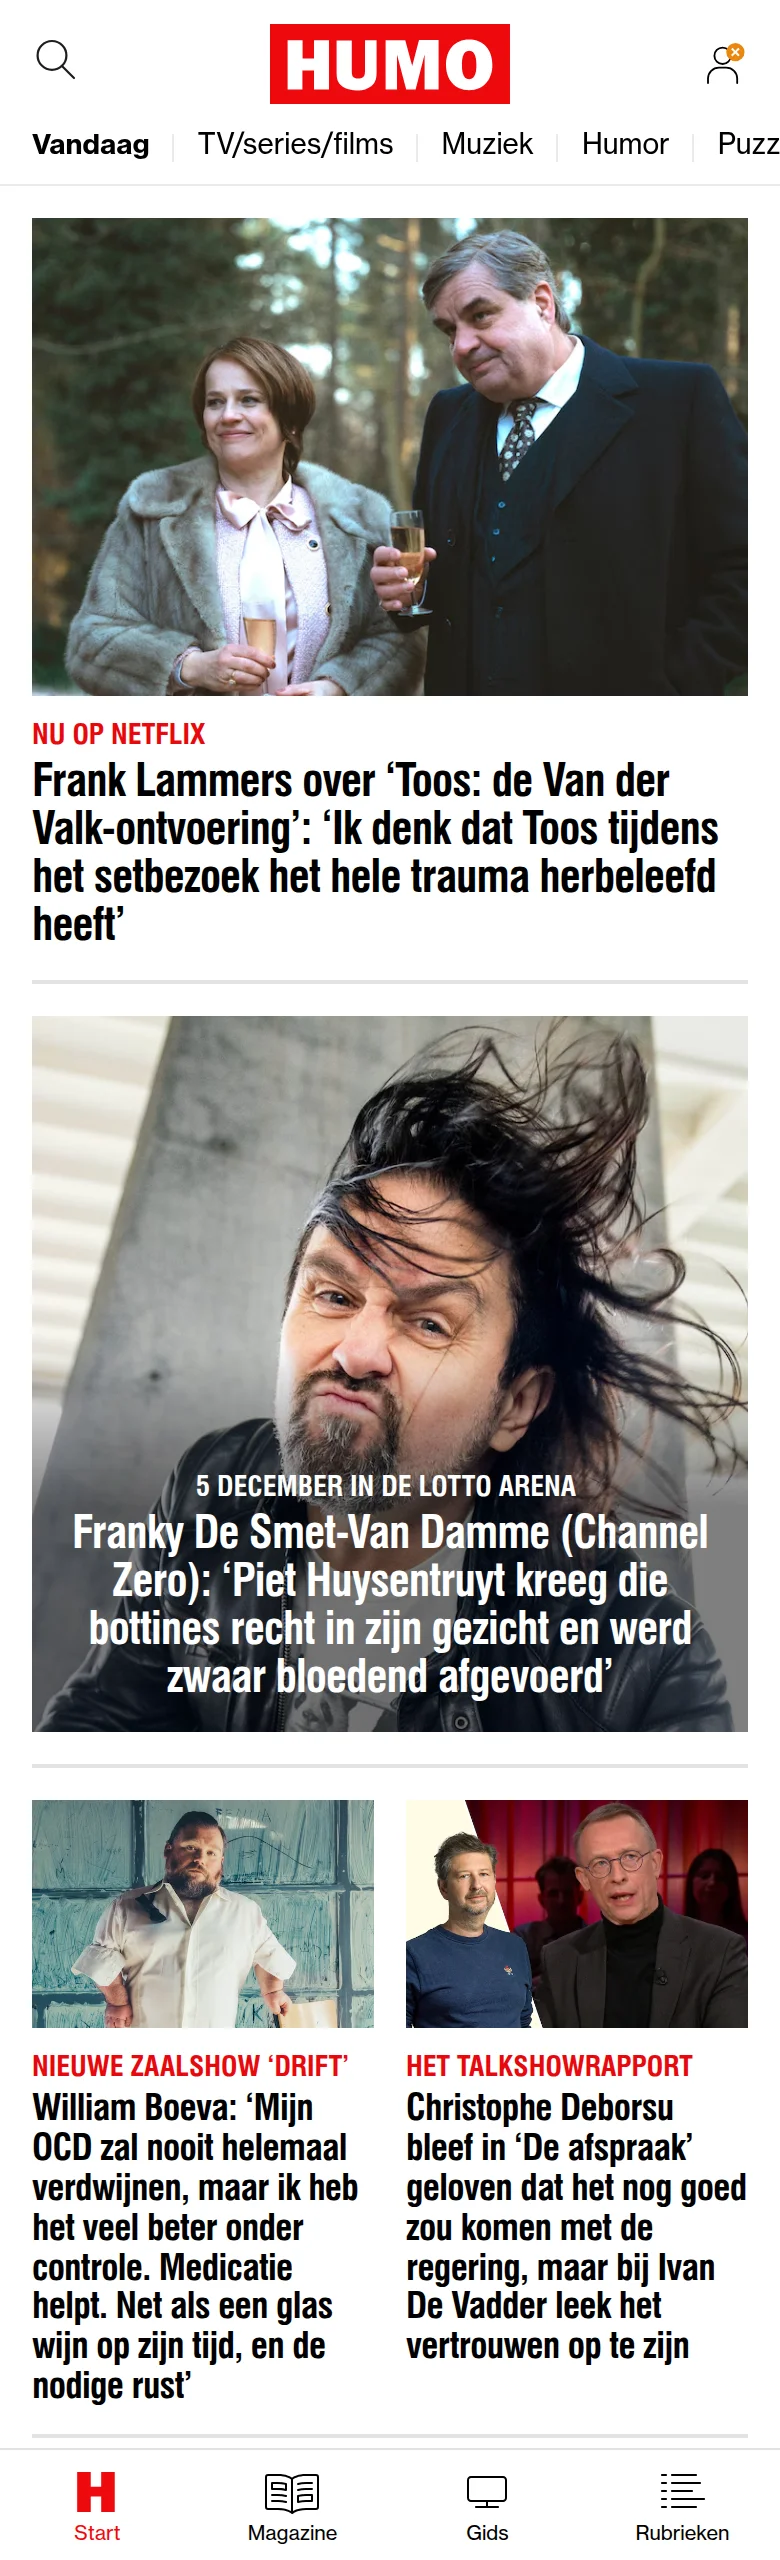 HUMO
Vandaag
TV/series/films
Muziek
Humor
Puzz
NU OP NETFLIX
Frank Lammers over ‘Toos: de Van der
Valk-ontvoering’: ‘Ik denk dat Toos tijdens
het setbezoek het hele trauma herbeleefd
heeft’
5 DECEMBER IN DE LOTTO ARENA
Franky De Smet-Van Damme (Channel
Zero): ‘Piet Huysentruyt kreeg die
bottines recht in zijn gezicht en werd
zwaar bloedend afgevoerd’
NIEUWE ZAALSHOW ‘DRIFT’
William Boeva: ‘Mijn
OCD zal nooit helemaal
verdwijnen, maar ik heb
het veel beter onder
controle. Medicatie
helpt. Net als een glas
wijn op zijn tijd, en de
nodige rust’
HET TALKSHOWRAPPORT
Christophe Deborsu
bleef in ‘De afspraak’
geloven dat het nog goed
zou komen met de
regering, maar bij Ivan
De Vadder leek het
vertrouwen op te zijn
H
Start
Magazine
Gids
Rubrieken